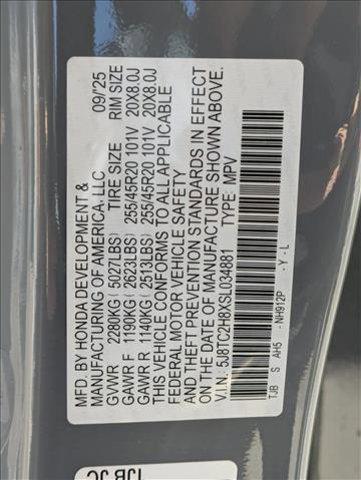 MFD. BY HONDA DEVELOPMENT & 09/25
MANUFACTURING OF AMERICA, LLC
TIRE SIZE RIM SIZE
GVWR 2280KG (5027LBS)
GAWR F 1190KG (2623LBS) 255/45R20 101V 20X8.0J
GAWR R 1140KG (2513LBS) 255/45R20 101V 20X8.0J
THIS VEHICLE CONFORMS TO ALL APPLICABLE
FEDERAL MOTOR VEHICLE SAFETY
AND THEFT PREVENTION STANDARDS IN EFFECT
ON THE DATE OF MANUFACTURE SHOWN ABOVE.
V.I.N.: 5J8TC2H8XSL034881 TYPE: MPV
TJB S AH5 - NH912P - Y - L
TJB JC